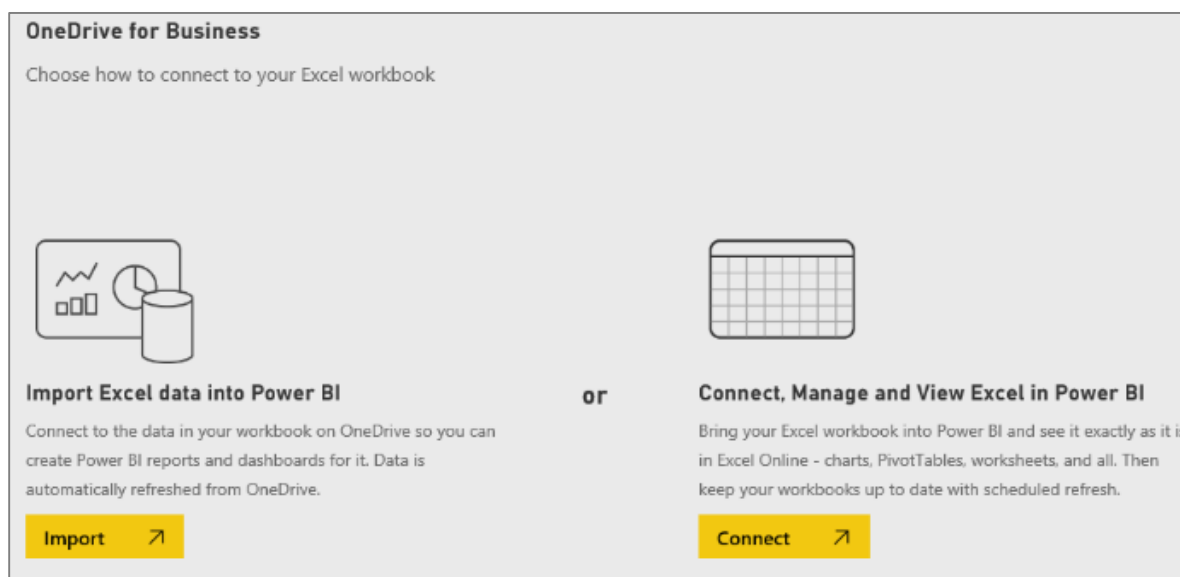 OneDrive for Business
Choose how to connect to your Excel workbook
Import Excel data into Power BI
Connect to the data in your workbook on OneDrive so you can
create Power BI reports and dashboards for it. Data is
automatically refreshed from OneDrive.
Import
or
Connect, Manage and View Excel in Power BI
Bring your Excel workbook into Power BI and see it exactly as it is
in Excel Online - charts, PivotTables, worksheets, and all. Then
keep your workbooks up to date with scheduled refresh.
Connect